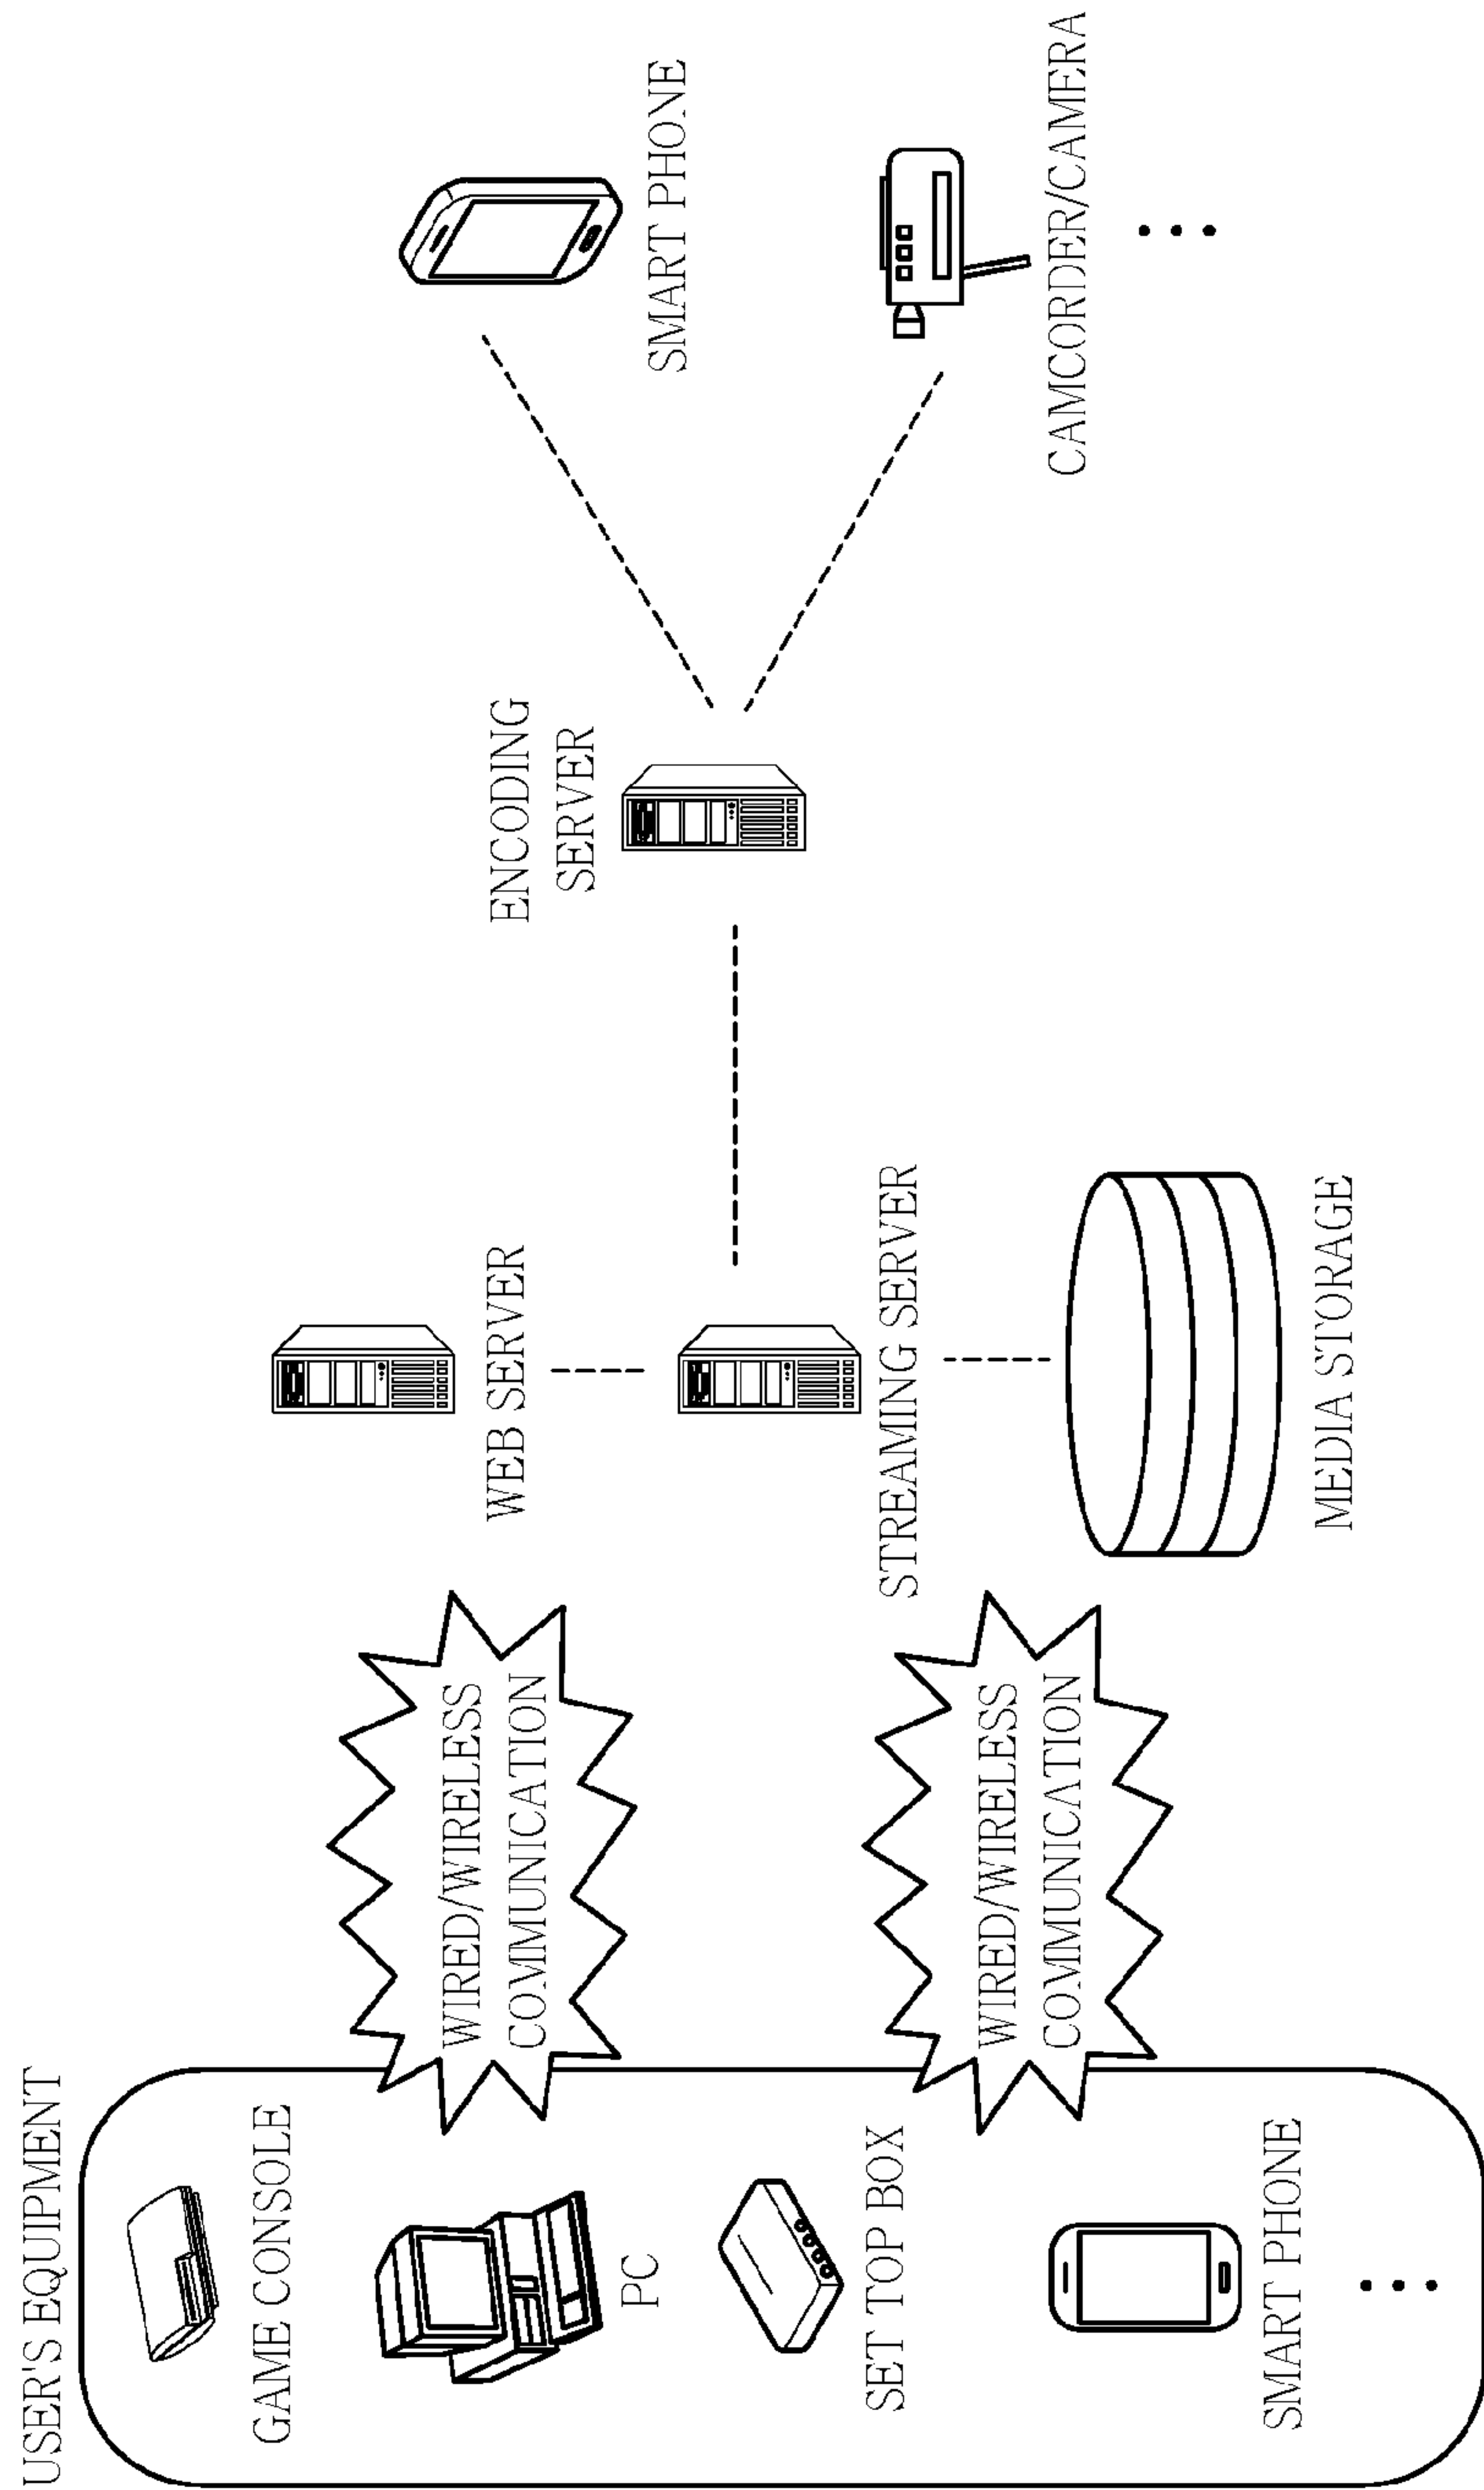 USER'S EQUIPMENT
GAME CONSOLE
PC
SET TOP BOX
SMART PHONE
WIRED/WIRELESS
COMMUNICATION
WIRED/WIRELESS
COMMUNICATION
WEB SERVER
STREAMING SERVER
MEDIA STORAGE
ENCODING
SERVER
SMART PHONE
CAMCORDER/CAMERA